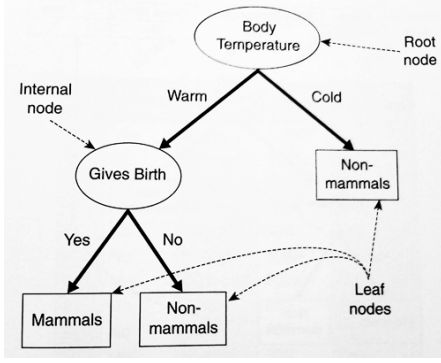 Body
Temperature
Root
node
Internal
node
Warm
Cold
Gives Birth
Non-
mammals
Yes
No
Mammals
Non-
mammals
Leaf
nodes